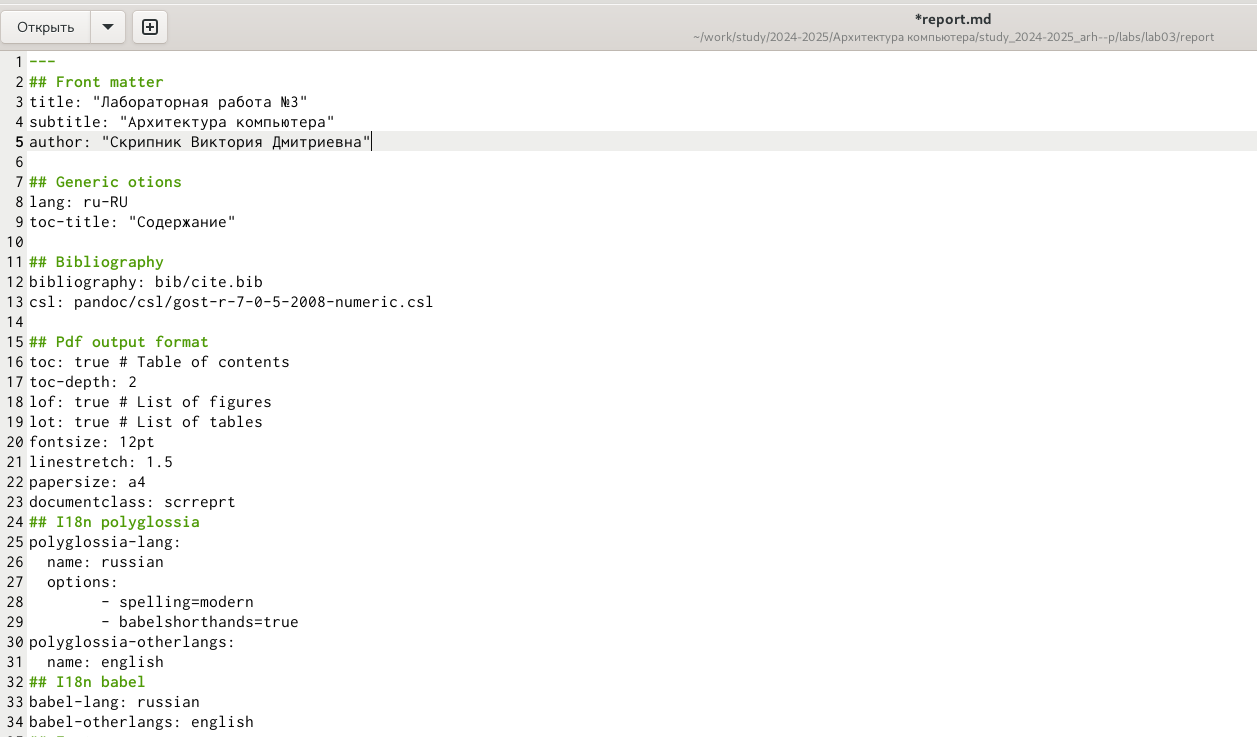 Открыть
*report.md
~/work/study/2024-2025/Архитектура компьютера/study_2024-2025_arh--p/labs/lab03/report
1 ---
2 ## Front matter
3 title: "Лабораторная работа №3"
4 subtitle: "Архитектура компьютера"
5 author: "Скрипник Виктория Дмитриевна"
6
7 ## Generic otions
8 lang: ru-RU
9 toc-title: "Содержание"
10
11 ## Bibliography
12 bibliography: bib/cite.bib
13 csl: pandoc/csl/gost-r-7-0-5-2008-numeric.csl
14
15 ## Pdf output format
16 toc: true # Table of contents
17 toc-depth: 2
18 lof: true # List of figures
19 lot: true # List of tables
20 fontsize: 12pt
21 linestretch: 1.5
22 papersize: a4
23 documentclass: scrreprt
24 ## I18n polyglossia
25 polyglossia-lang:
26   name: russian
27   options:
28         - spelling=modern
29         - babelshorthands=true
30 polyglossia-otherlangs:
31   name: english
32 ## I18n babel
33 babel-lang: russian
34 babel-otherlangs: english